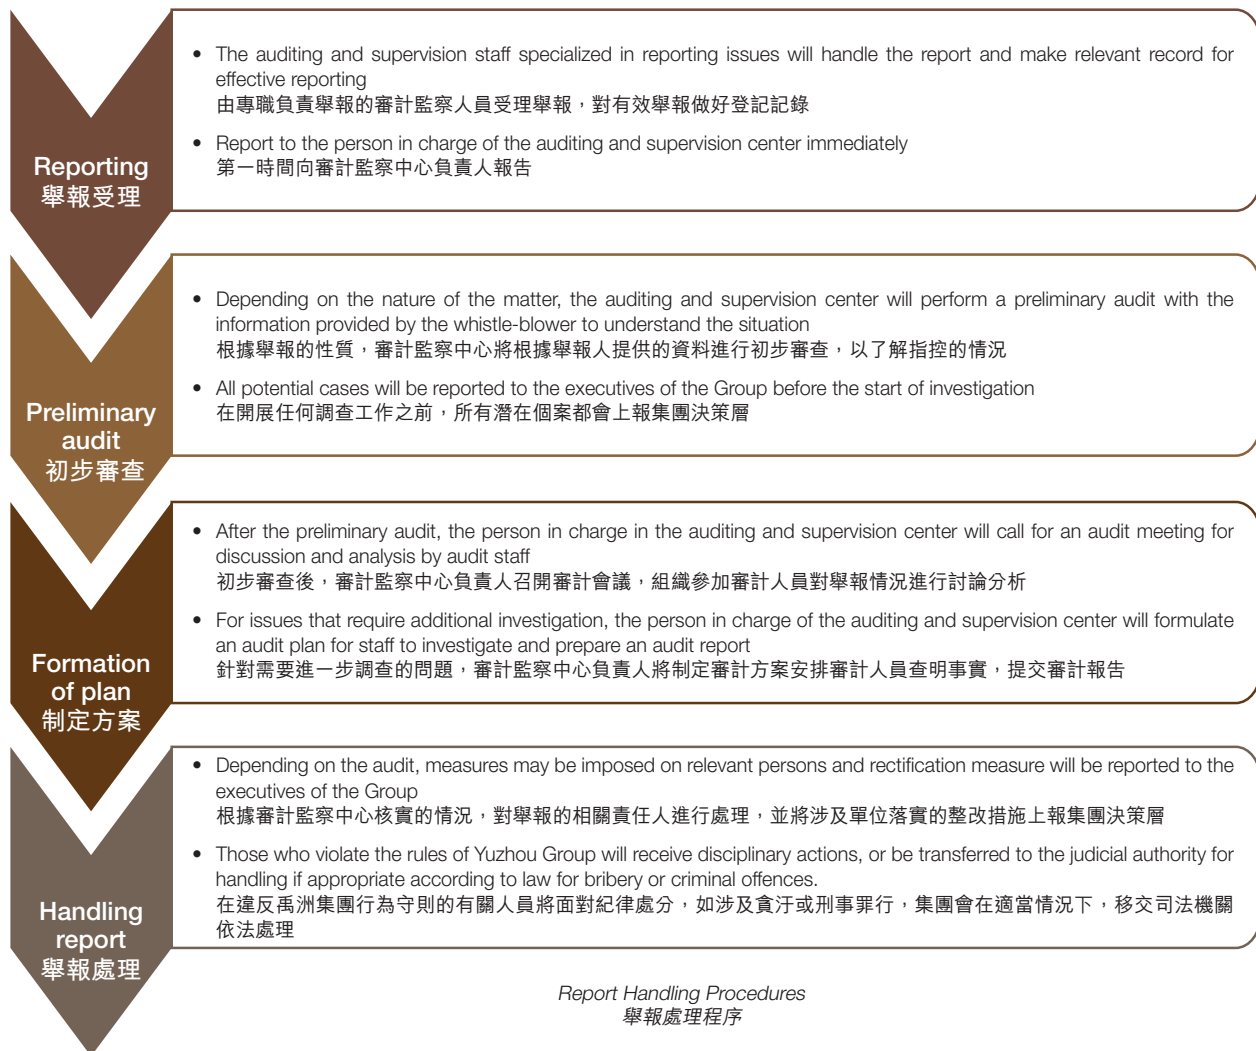 Reporting
舉報受理
• The auditing and supervision staff specialized in reporting issues will handle the report and make relevant record for
effective reporting
由專職負責舉報的審計監察人員受理舉報，對有效舉報做好登記記錄
• Report to the person in charge of the auditing and supervision center immediately
第一時間向審計監察中心負責人報告
Preliminary
audit
初步審查
• Depending on the nature of the matter, the auditing and supervision center will perform a preliminary audit with the
information provided by the whistle-blower to understand the situation
根據舉報的性質，審計監察中心將根據舉報人提供的資料進行初步審查，以了解指控的情況
• All potential cases will be reported to the executives of the Group before the start of investigation
在開展任何調查工作之前，所有潛在個案都會上報集團決策層
Formation
of plan
制定方案
• After the preliminary audit, the person in charge in the auditing and supervision center will call for an audit meeting for
discussion and analysis by audit staff
初步審查後，審計監察中心負責人召開審計會議，組織參加審計人員對舉報情況進行討論分析
• For issues that require additional investigation, the person in charge of the auditing and supervision center will formulate
an audit plan for staff to investigate and prepare an audit report
針對需要進一步調查的問題，審計監察中心負責人將制定審計方案安排審計人員查明事實，提交審計報告
Handling
report
舉報處理
• Depending on the audit, measures may be imposed on relevant persons and rectification measure will be reported to the
executives of the Group
根據審計監察中心核實的情況，對舉報的相關責任人進行處理，並將涉及單位落實的整改措施上報集團決策層
• Those who violate the rules of Yuzhou Group will receive disciplinary actions, or be transferred to the judicial authority for
handling if appropriate according to law for bribery or criminal offences.
在違反禹洲集團行為守則的有關人員將面對紀律處分，如涉及貪汙或刑事罪行，集團會在適當情況下，移交司法機關
依法處理
Report Handling Procedures
舉報處理程序